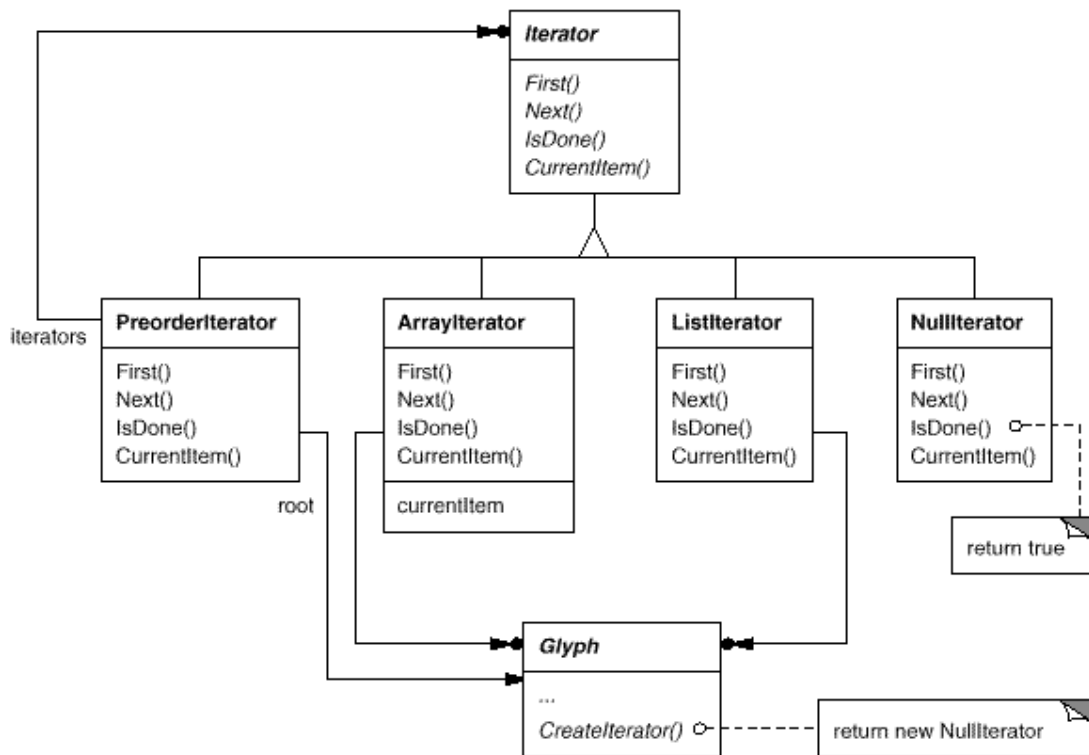 Iterator
First()
Next()
IsDone()
CurrentItem()
iterators
PreorderIterator
First()
Next()
IsDone()
CurrentItem()
root
ArrayIterator
First()
Next()
IsDone()
CurrentItem()
currentItem
ListIterator
First()
Next()
IsDone()
CurrentItem()
NullIterator
First()
Next()
IsDone()
CurrentItem()
return true
Glyph
...
CreateIterator()
return new NullIterator